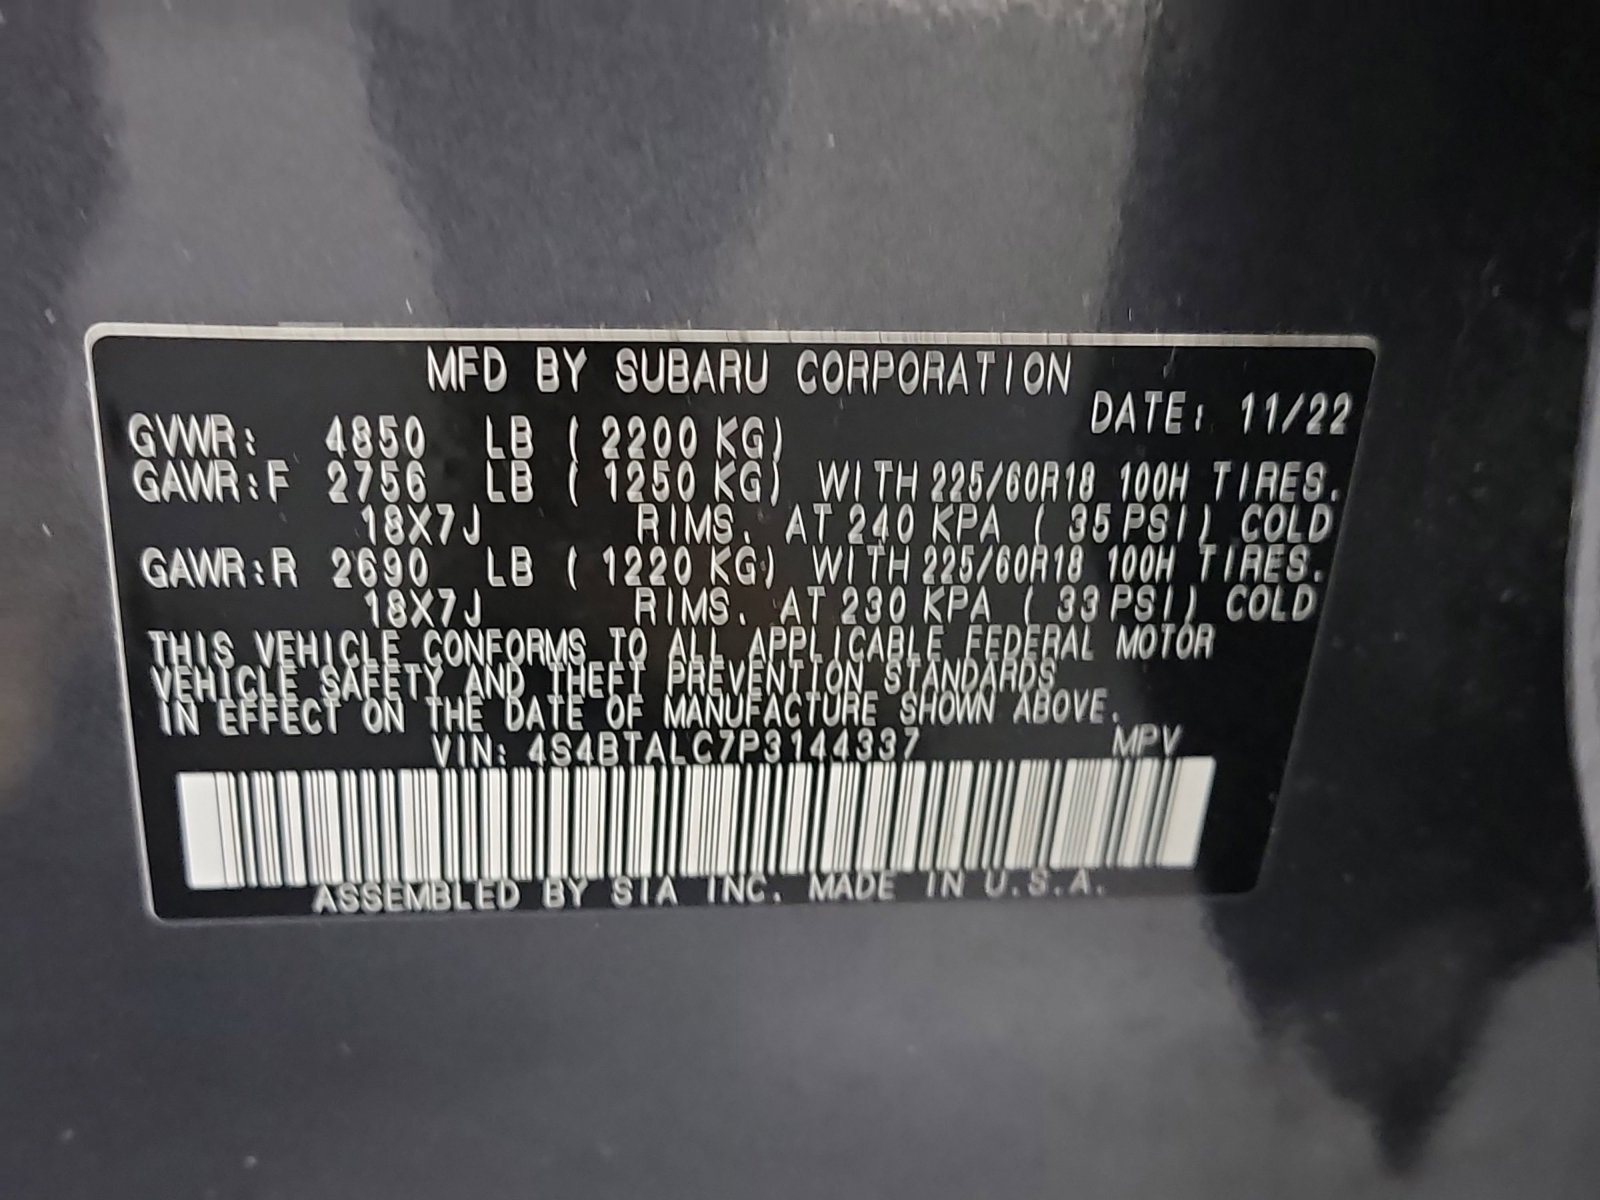 MFD BY SUBARU CORPORATION
DATE: 11/22
GVWR: 4850 LB ( 2200 KG)
GAWR:F 2756 LB ( 1250 KG) WITH 225/60R18 100H TIRES.
18X7J RIMS. AT 240 KPA ( 35 PSI) COLD
GAWR:R 2690 LB ( 1220 KG) WITH 225/60R18 100H TIRES.
18X7J RIMS. AT 230 KPA ( 33 PSI) COLD
THIS VEHICLE CONFORMS TO ALL APPLICABLE FEDERAL MOTOR
VEHICLE SAFETY AND THEFT PREVENTION STANDARDS
IN EFFECT ON THE DATE OF MANUFACTURE SHOWN ABOVE.
VIN: 4S4BTALC7P3144337 MPV
ASSEMBLED BY SIA INC. MADE IN U.S.A.